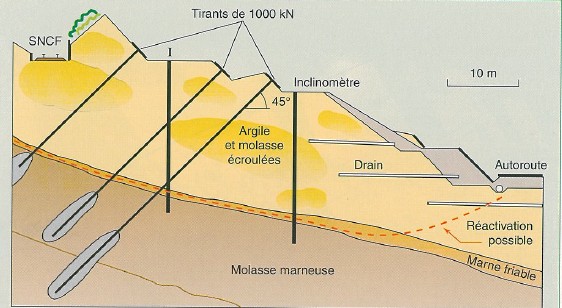 Tirants de 1000 kN
SNCF
I
Inclinomètre
10 m
45°
Argile
et molasse
écroulées
Drain
Autoroute
Réactivation
possible
Marne friable
Molasse marneuse